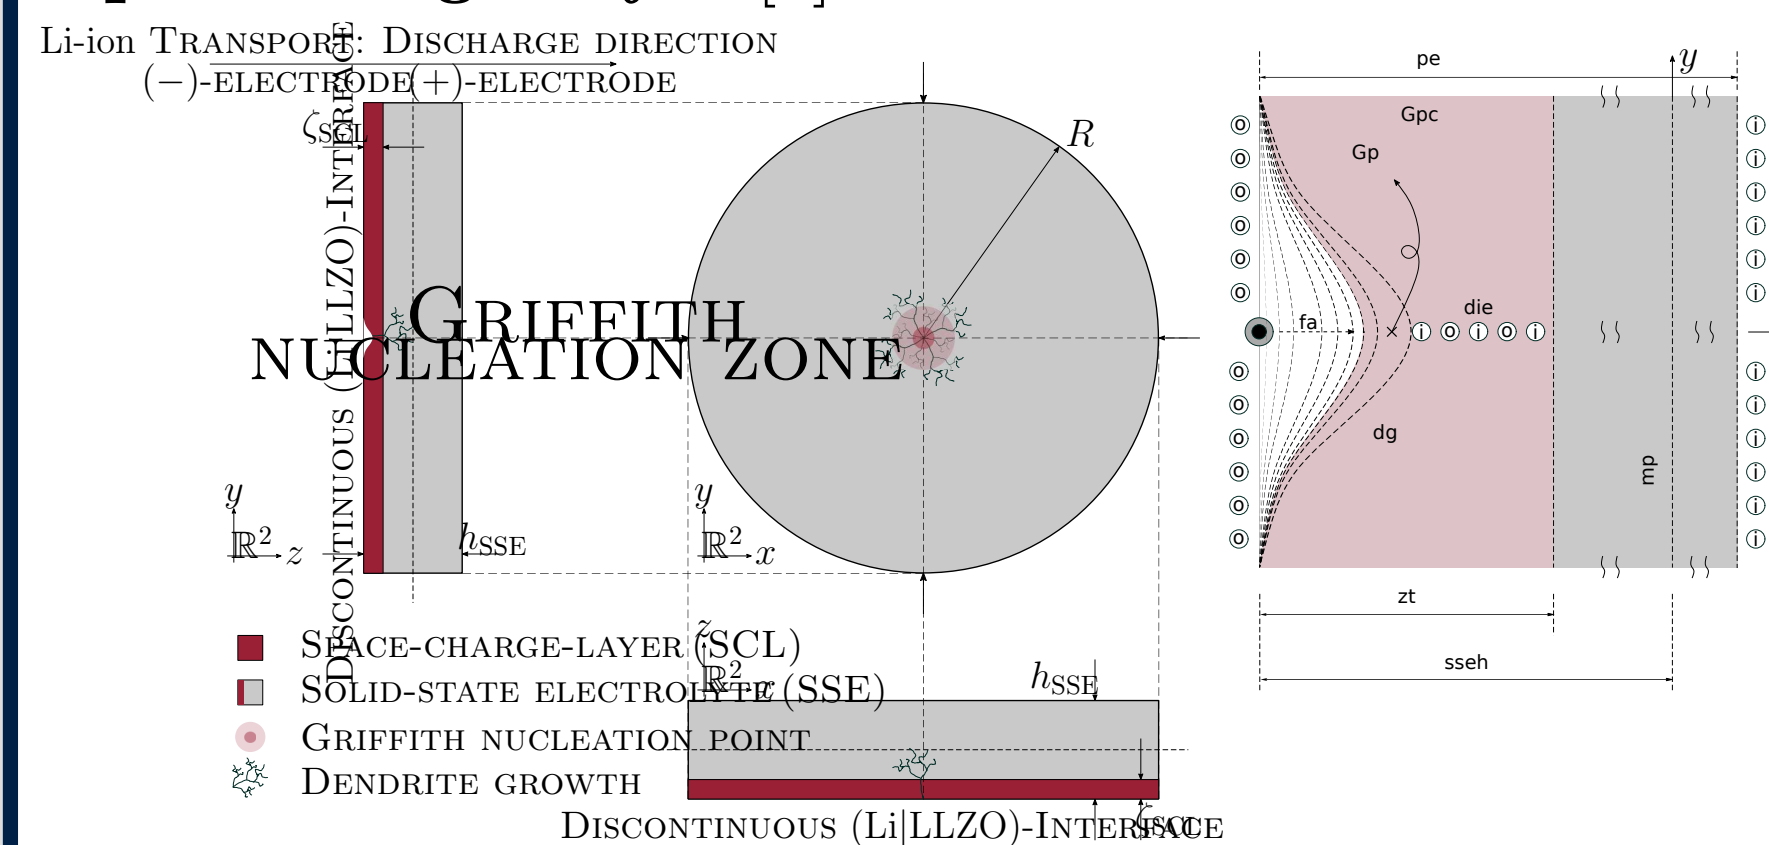 Li-ion TRANSPORT: DISCHARGE DIRECTION
(−)-ELECTRODE(+)-ELECTRODE
DISCONTINUOUS (Li|LLZO)-INTERFACE
ζSCL
R
GRIFFITH
NUCLEATION ZONE
y
ℝ² z
hSSE
y
ℝ² x
SPACE-CHARGE-LAYER (SCL)
SOLID-STATE ELECTROLYTE (SSE)
GRIFFITH NUCLEATION POINT
DENDRITE GROWTH
z
ℝ² x
hSSE
ζSCL
DISCONTINUOUS (Li|LLZO)-INTERFACE
pe
y
Gpc
Gp
o
o
o
o
o
o
i
i
i
i
i
i
fa
die
i o i o i
dg
mp
o
o
o
o
o
o
i
i
i
i
i
i
zt
sseh